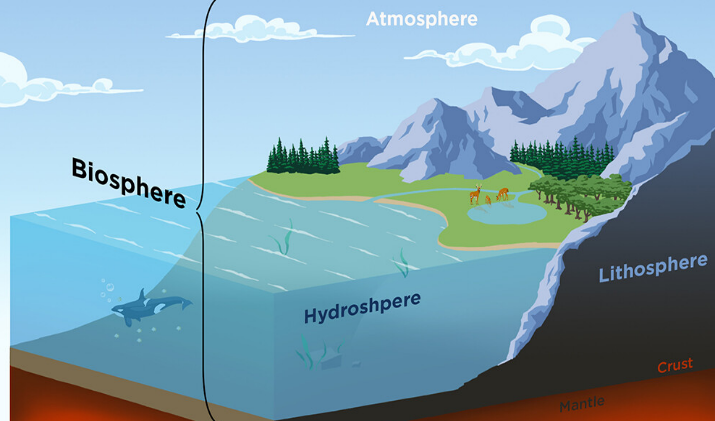 Atmosphere
Biosphere
Hydroshpere
Lithosphere
Crust
Mantle